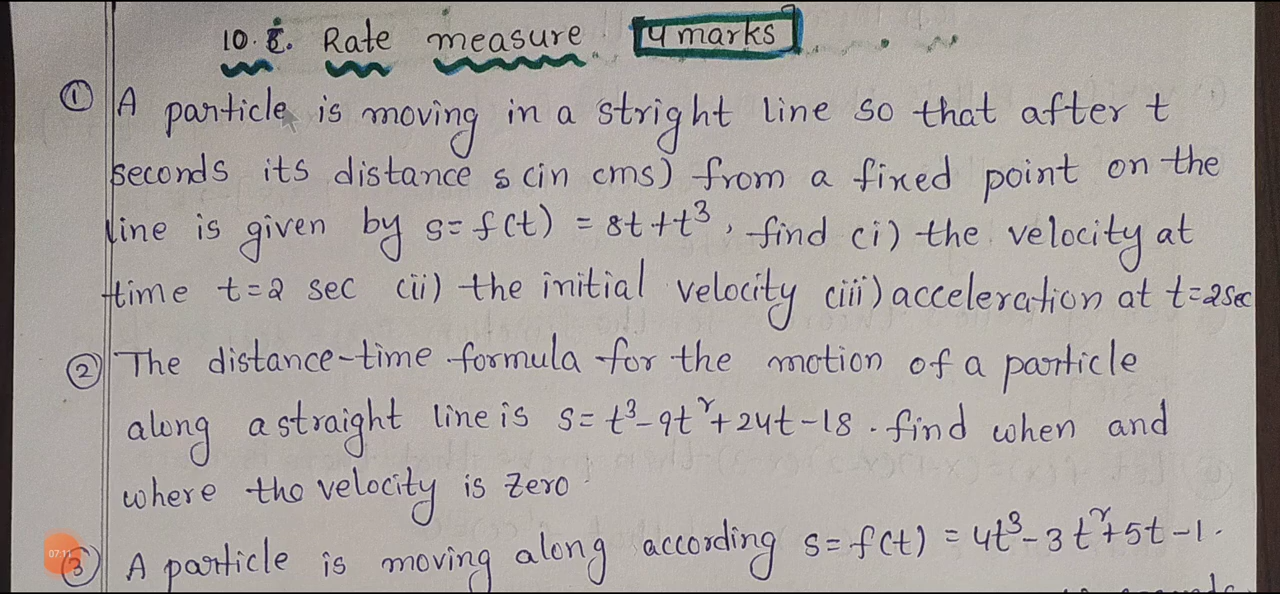 10.E. Rate measure 4 marks
① A particle is moving in a stright line so that after t
seconds its distance s (in cms) from a fixed point on the
line is given by s = f(t) = 8t + t³, find (i) the velocity at
time t=2 sec (ii) the initial velocity (iii) acceleration at t=2sec
② The distance-time formula for the motion of a particle
along a straight line is s = t³-9t²+24t-18. find when and
where the velocity is zero
07:11
③ A particle is moving along according s = f(t) = 4t³-3t²+5t-1.